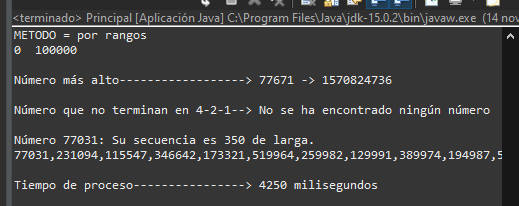 <terminado> Principal [Aplicación Java] C:\Program Files\Java\jdk-15.0.2\bin\javaw.exe (14 nov
METODO = por rangos
0 100000
Número más alto------------------> 77671 -> 1570824736
Número que no terminan en 4-2-1--> No se ha encontrado ningún número
Número 77031: Su secuencia es 350 de larga.
77031,231094,115547,346642,173321,519964,259982,129991,389974,194987,5
Tiempo de proceso----------------> 4250 milisegundos